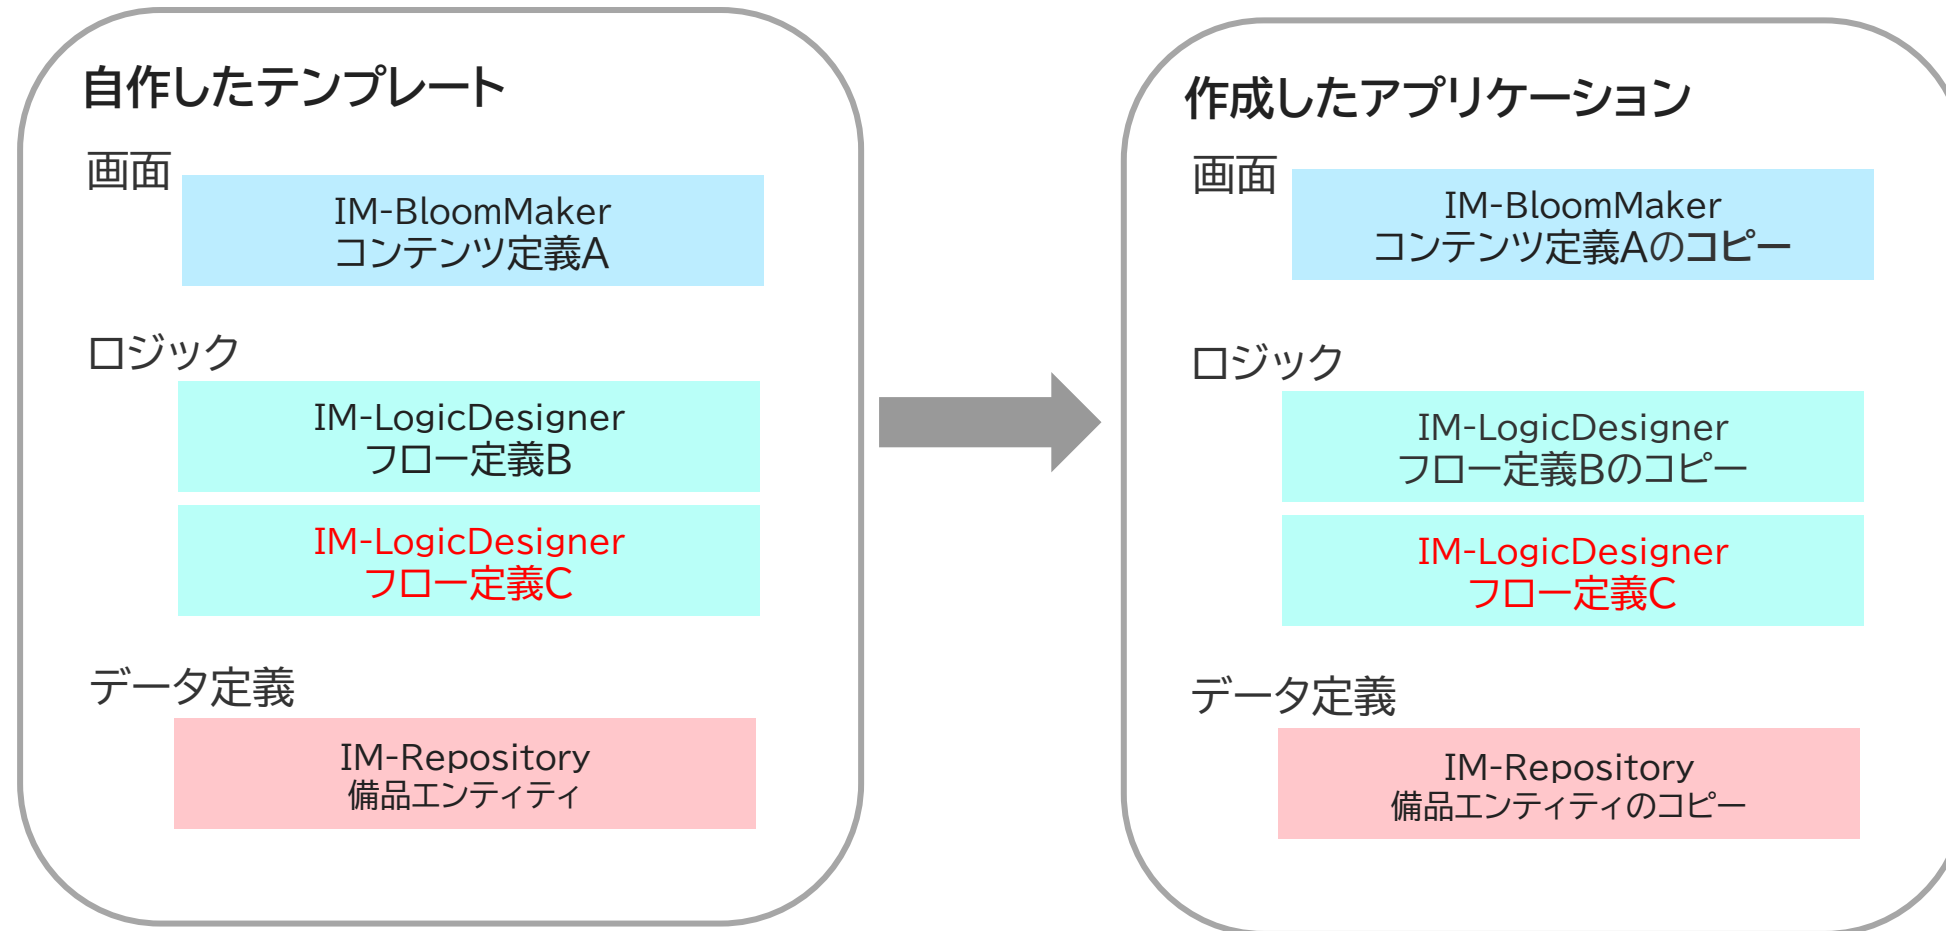 自作したテンプレート
画面
IM-BloomMaker
コンテンツ定義A
ロジック
IM-LogicDesigner
フロー定義B
IM-LogicDesigner
フロー定義C
データ定義
IM-Repository
備品エンティティ
作成したアプリケーション
画面
IM-BloomMaker
コンテンツ定義Aのコピー
ロジック
IM-LogicDesigner
フロー定義Bのコピー
IM-LogicDesigner
フロー定義C
データ定義
IM-Repository
備品エンティティのコピー